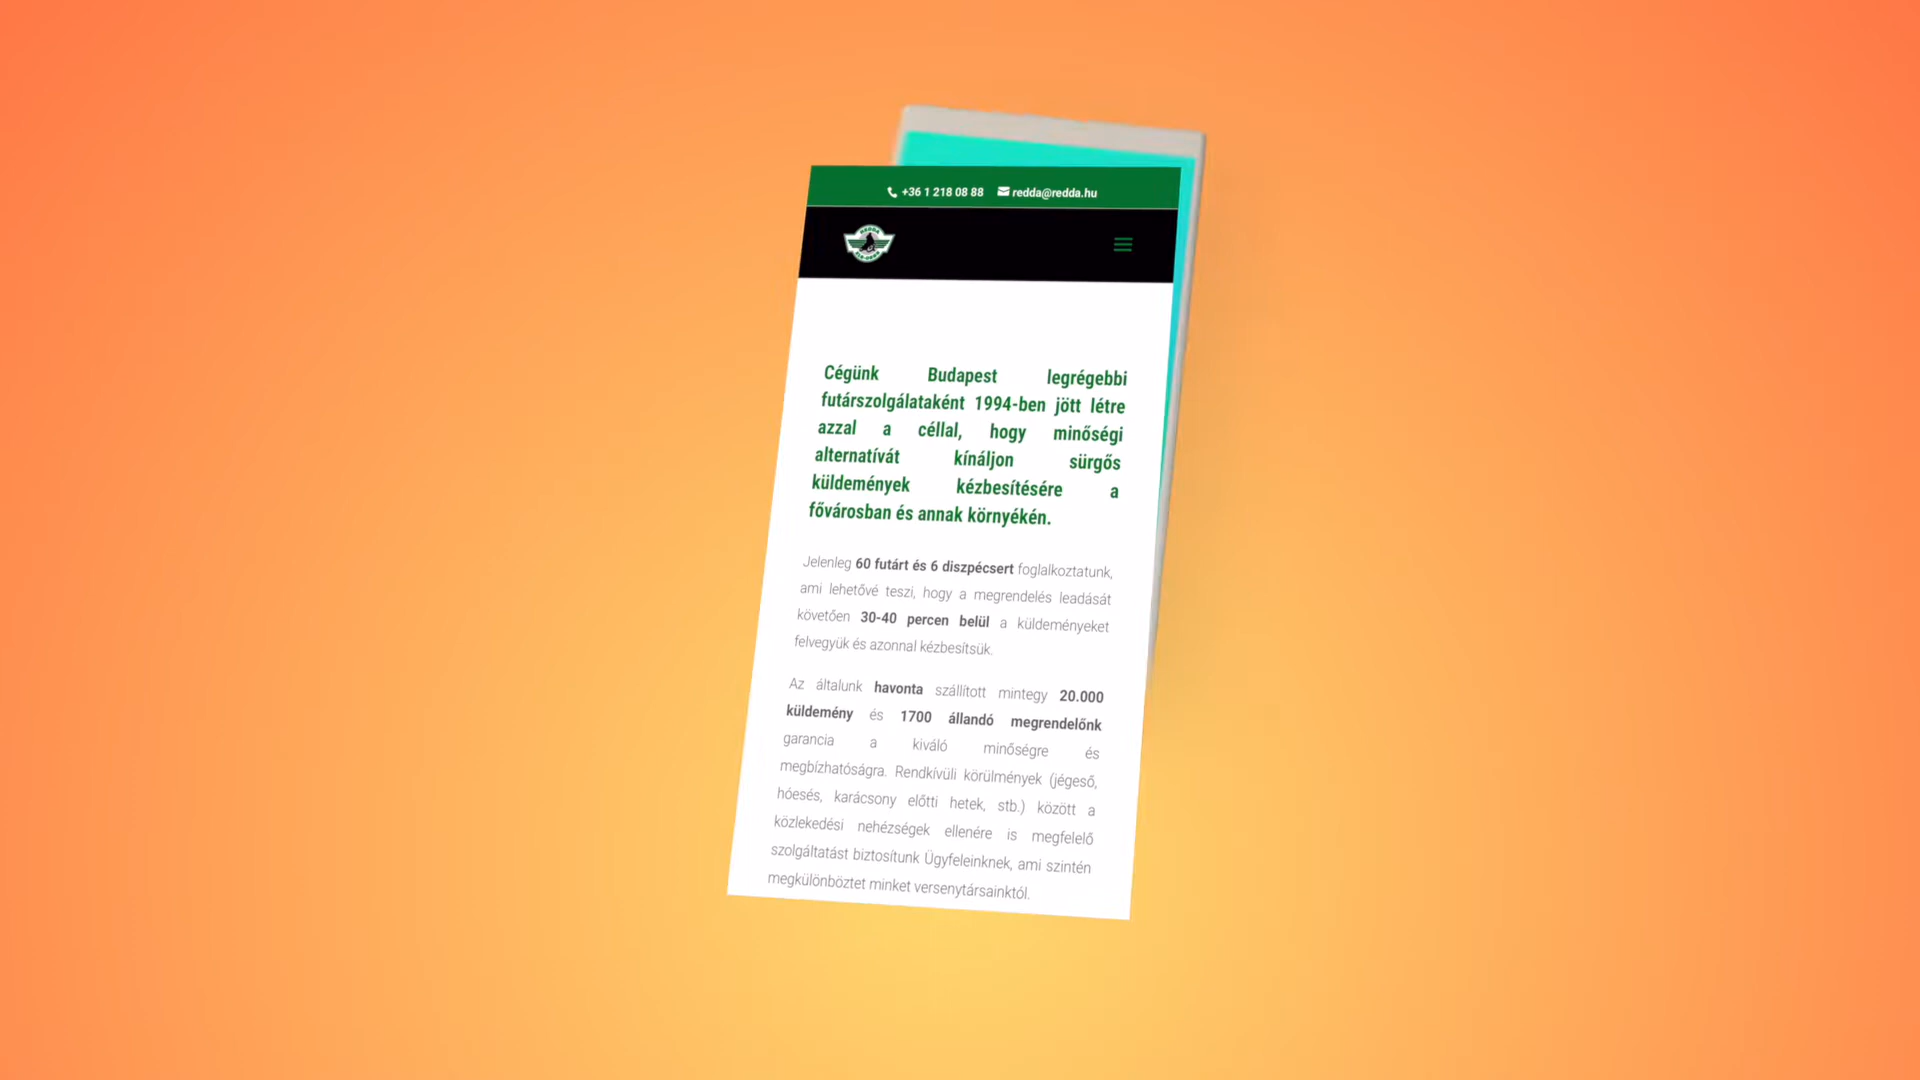 +36 1 218 08 88 redda@redda.hu
REDDA
Cégünk Budapest legrégebbi
futárszolgálataként 1994-ben jött létre
azzal a céllal, hogy minőségi
alternatívát kínáljon sürgős
küldemények kézbesítésére a
fővárosban és annak környékén.
Jelenleg 60 futárt és 6 diszpécsert foglalkoztatunk,
ami lehetővé teszi, hogy a megrendelés leadását
követően 30-40 percen belül a küldeményeket
felvegyük és azonnal kézbesítsük.
Az általunk havonta szállított mintegy 20.000
küldemény és 1700 állandó megrendelőnk
garancia a kiváló minőségre és
megbízhatóságra. Rendkívüli körülmények (jégeső,
hóesés, karácsony előtti hetek, stb.) között a
közlekedési nehézségek ellenére is megfelelő
szolgáltatást biztosítunk Ügyfeleinknek, ami szintén
megkülönböztet minket versenytársainktól.